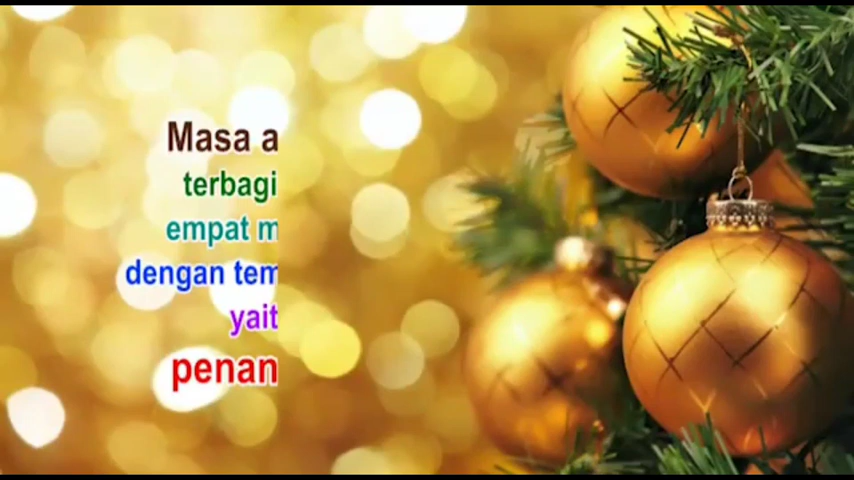 Masa a
terbagi
empat m
dengan tem
yait
penan